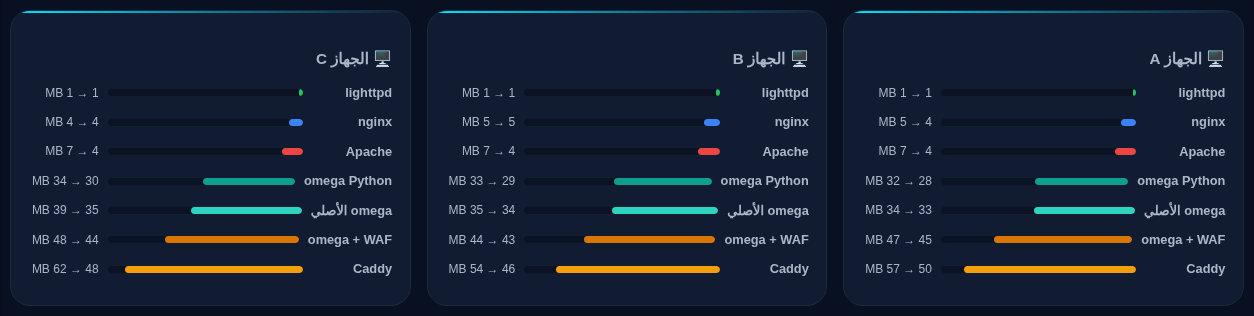 الجهاز A
lighttpd
1 → 1 MB
nginx
4 → 5 MB
Apache
4 → 7 MB
omega Python
28 → 32 MB
omega الأصلي
33 → 34 MB
omega + WAF
45 → 47 MB
Caddy
50 → 57 MB
الجهاز B
lighttpd
1 → 1 MB
nginx
5 → 5 MB
Apache
4 → 7 MB
omega Python
29 → 33 MB
omega الأصلي
34 → 35 MB
omega + WAF
43 → 44 MB
Caddy
46 → 54 MB
الجهاز C
lighttpd
1 → 1 MB
nginx
4 → 4 MB
Apache
4 → 7 MB
omega Python
30 → 34 MB
omega الأصلي
35 → 39 MB
omega + WAF
44 → 48 MB
Caddy
48 → 62 MB